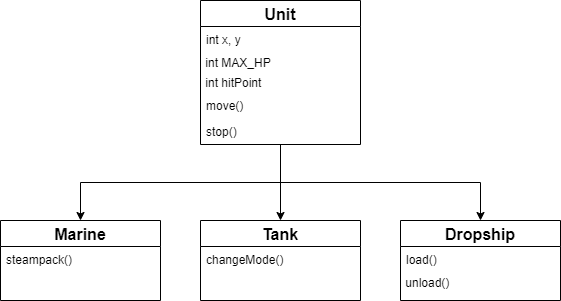 Unit
int x, y
int MAX_HP
int hitPoint
move()
stop()
Marine
steampack()
Tank
changeMode()
Dropship
load()
unload()